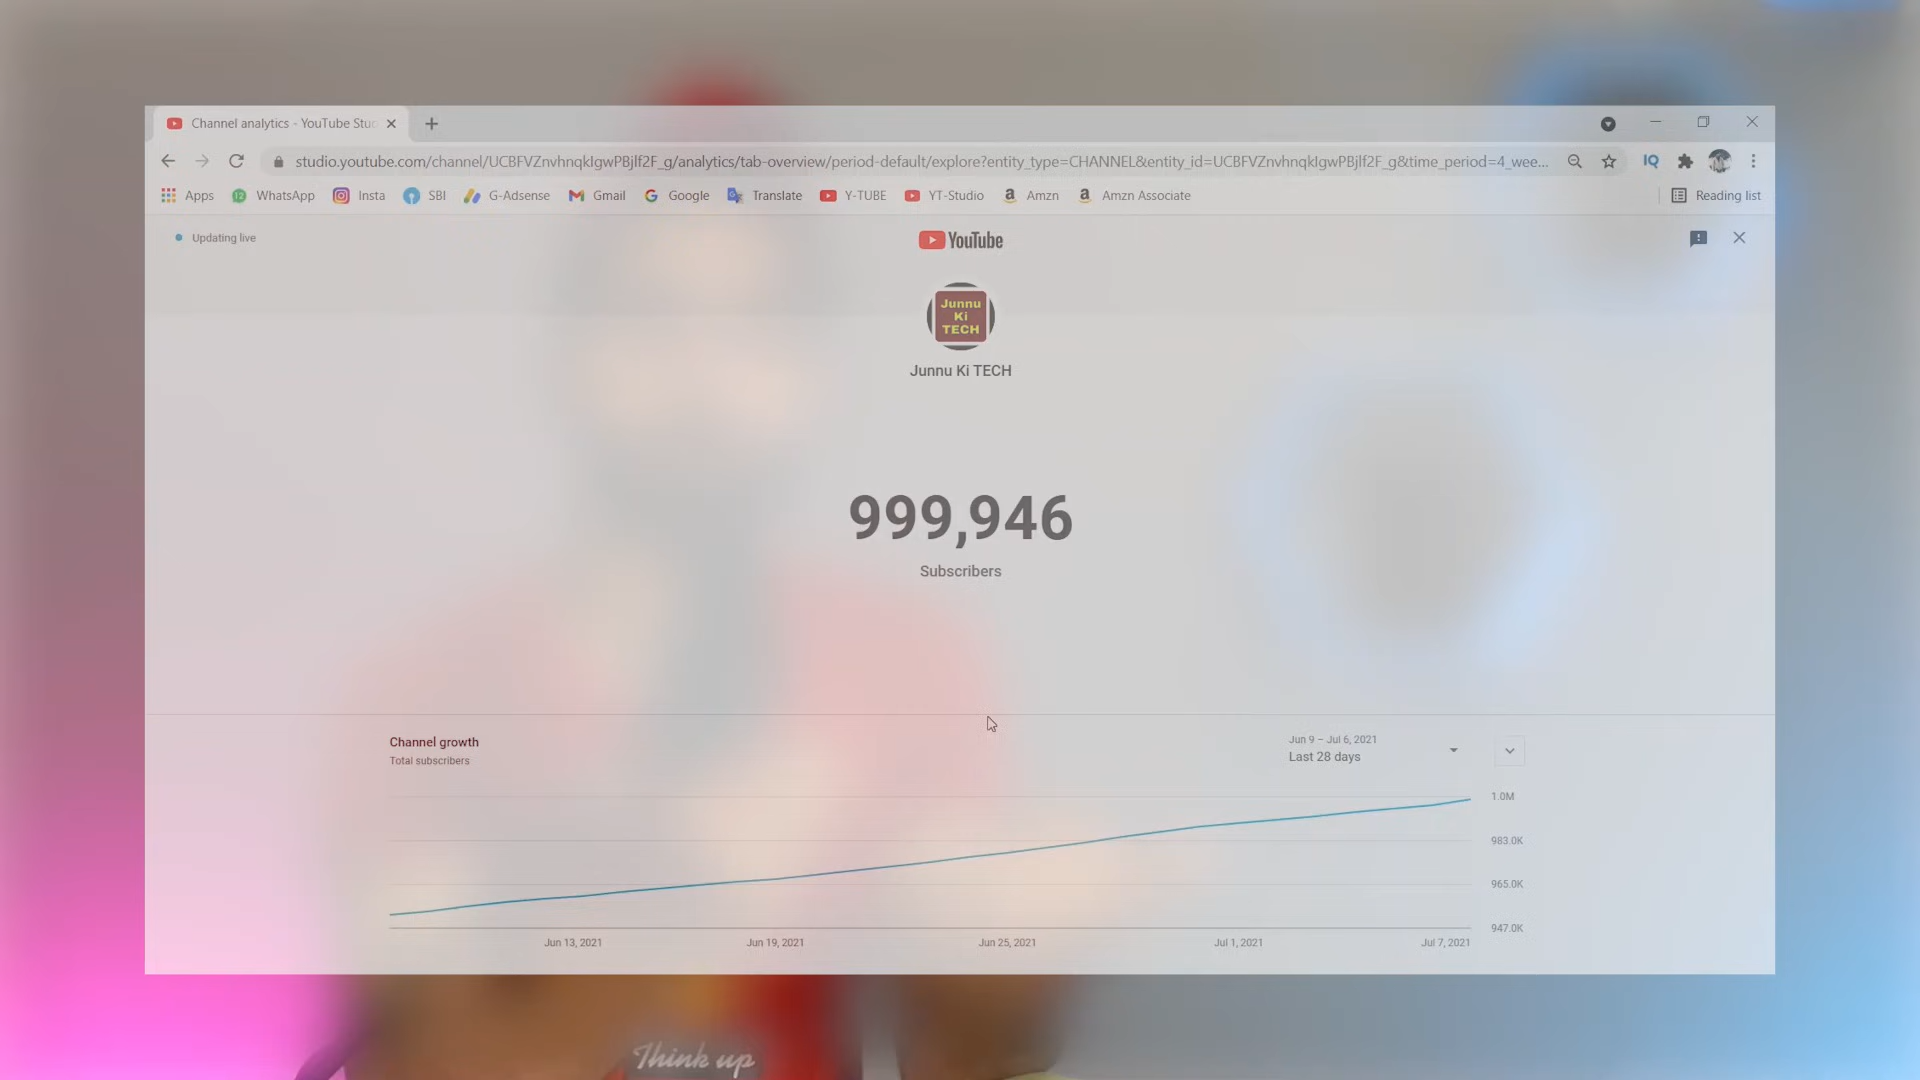 Channel analytics - YouTube Stu
studio.youtube.com/channel/UCBFVZnvhnqkIgwPBjlf2F_g/analytics/tab-overview/period-default/explore?entity_type=CHANNEL&entity_id=UCBFVZnvhnqkIgwPBjlf2F_g&time_period=4_wee...
IQ
Apps WhatsApp Insta SBI G-Adsense Gmail Google Translate Y-TUBE YT-Studio Amzn Amzn Associate Reading list
Updating live
YouTube
Junnu
Ki
TECH
Junnu Ki TECH
999,946
Subscribers
Channel growth
Total subscribers
Jun 9 – Jul 6, 2021
Last 28 days
1.0M
983.0K
965.0K
947.0K
Jun 13, 2021 Jun 19, 2021 Jun 25, 2021 Jul 1, 2021 Jul 7, 2021
Think up